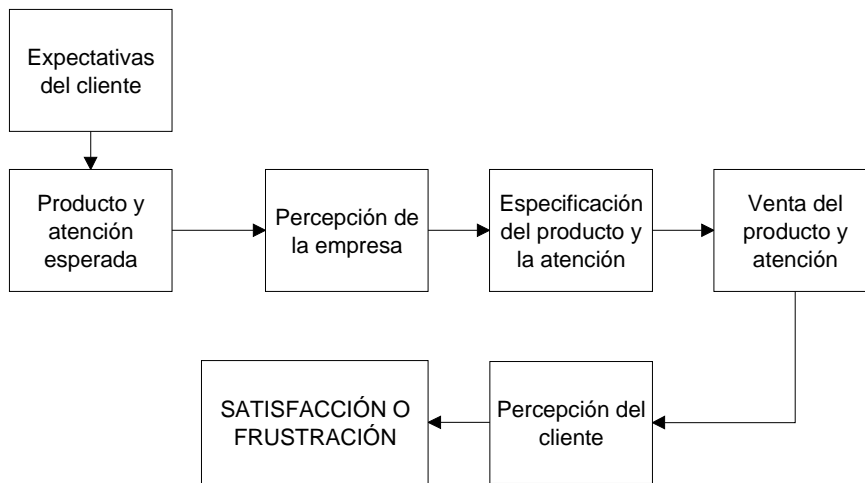 Expectativas
del cliente
Producto y
atención
esperada
Percepción de
la empresa
Especificación
del producto y
la atención
Venta del
producto y
atención
Percepción del
cliente
SATISFACCIÓN O
FRUSTRACIÓN